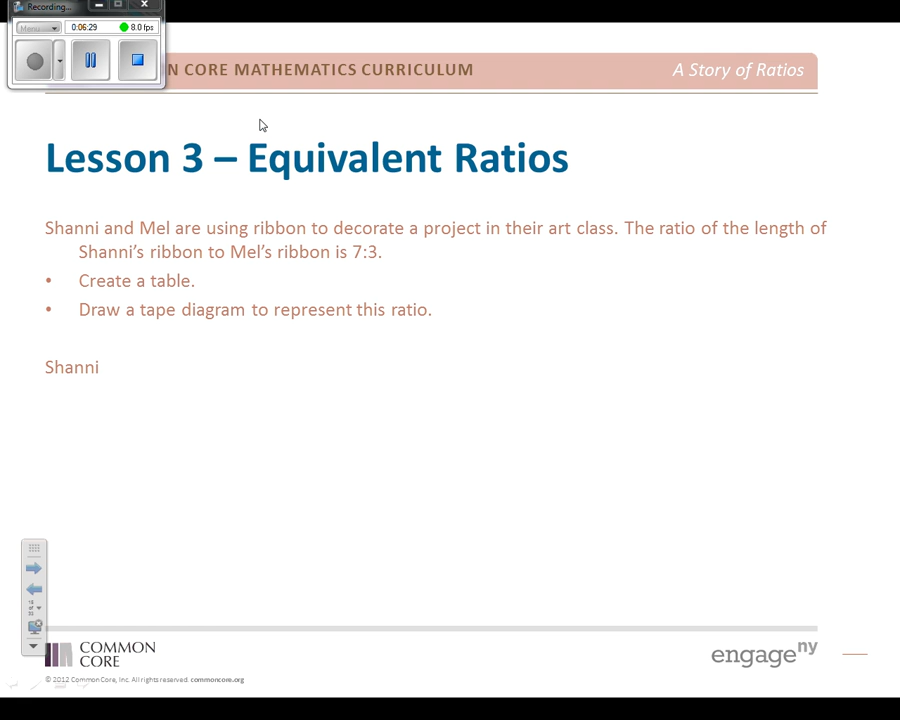 Recording...
Menu
0:06:29
8.0 fps
N CORE MATHEMATICS CURRICULUM
A Story of Ratios
Lesson 3 – Equivalent Ratios
Shanni and Mel are using ribbon to decorate a project in their art class. The ratio of the length of
Shanni’s ribbon to Mel’s ribbon is 7:3.
• Create a table.
• Draw a tape diagram to represent this ratio.
Shanni
COMMON
CORE
© 2012 Common Core, Inc. All rights reserved. commoncore.org
engageny